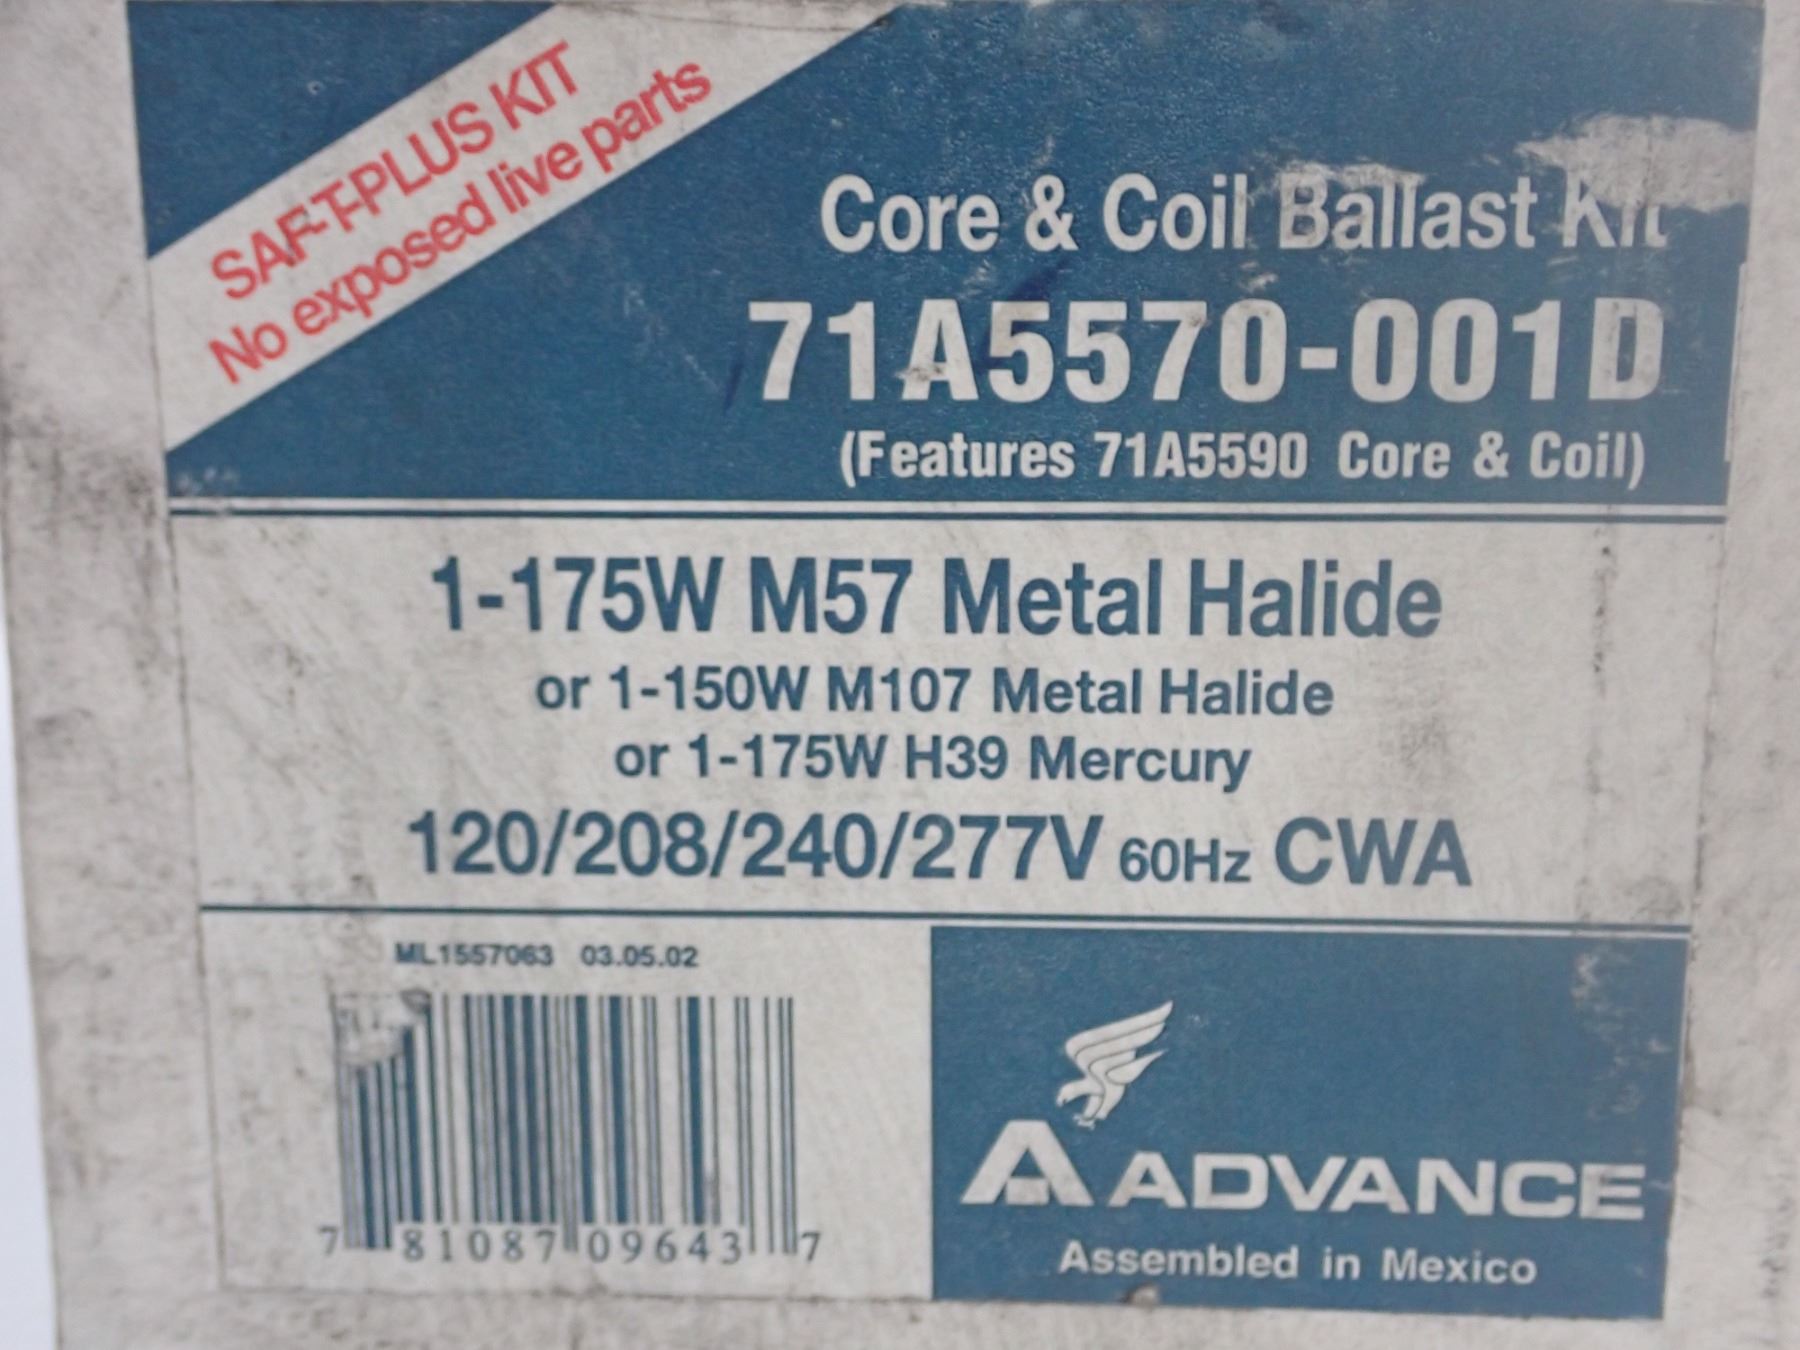 SAF-T-PLUS KIT
No exposed live parts
Core & Coil Ballast Kit
71A5570-001D
(Features 71A5590 Core & Coil)
1-175W M57 Metal Halide
or 1-150W M107 Metal Halide
or 1-175W H39 Mercury
120/208/240/277V 60Hz CWA
ML1557063 03.05.02
7 81087 09643 7
ADVANCE
Assembled in Mexico